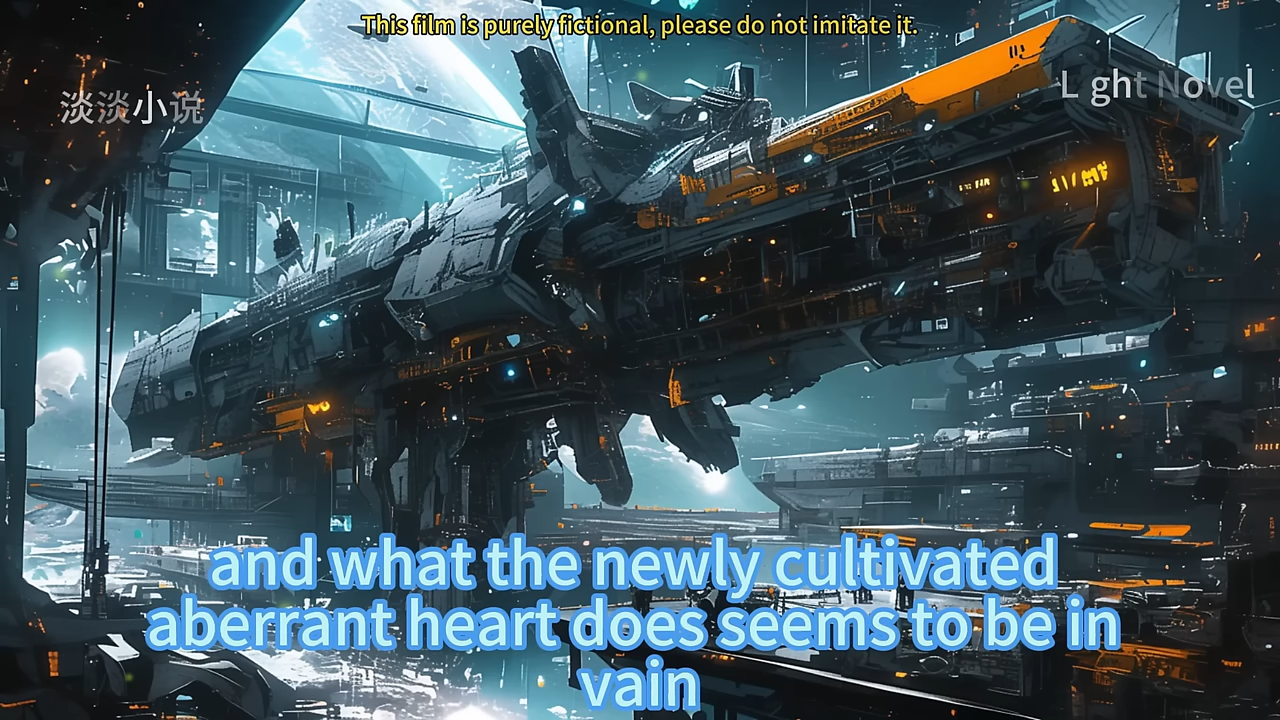 This film is purely fictional, please do not imitate it.
淡淡小说
L ght Novel
and what the newly cultivated
aberrant heart does seems to be in
vain